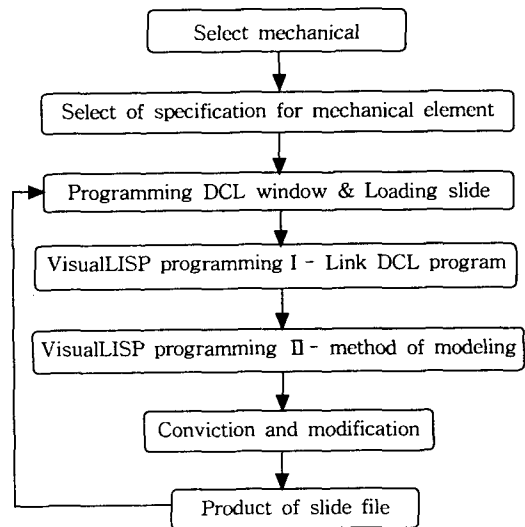 Select mechanical
Select of specification for mechanical element
Programming DCL window & Loading slide
VisualLISP programming I - Link DCL program
VisualLISP programming II - method of modeling
Conviction and modification
Product of slide file